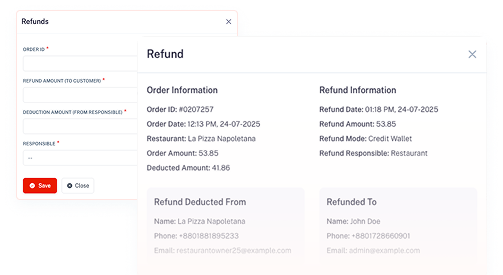 Refunds
ORDER ID *
REFUND AMOUNT (TO CUSTOMER) *
DEDUCTION AMOUNT (FROM RESPONSIBLE) *
RESPONSIBLE *
--
Save
Close
Refund
Order Information
Order ID: #0207257
Order Date: 12:13 PM, 24-07-2025
Restaurant: La Pizza Napoletana
Order Amount: 53.85
Deducted Amount: 41.86
Refund Information
Refund Date: 01:18 PM, 24-07-2025
Refund Amount: 53.85
Refund Mode: Credit Wallet
Refund Responsible: Restaurant
Refund Deducted From
Name: La Pizza Napoletana
Phone: +8801881895233
Email: restaurantowner25@example.com
Refunded To
Name: John Doe
Phone: +8801728660901
Email: admin@example.com